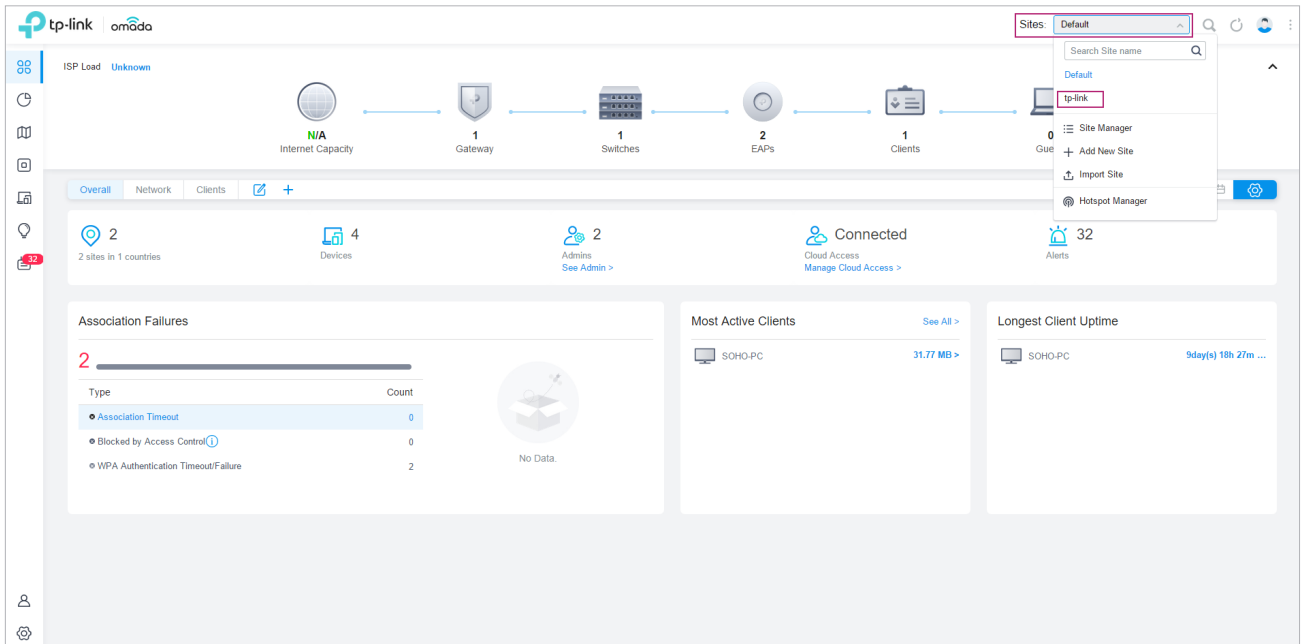 tp-link omada
Sites: Default
Search Site name
Default
tp-link
Site Manager
Add New Site
Import Site
Hotspot Manager
ISP Load Unknown
N/A
Internet Capacity
1
Gateway
1
Switches
2
EAPs
1
Clients
0
Gue
Overall Network Clients
2
2 sites in 1 countries
4
Devices
2
Admins
See Admin >
Connected
Cloud Access
Manage Cloud Access >
32
Alerts
32
Association Failures
2
Type Count
Association Timeout 0
Blocked by Access Control 0
WPA Authentication Timeout/Failure 2
No Data.
Most Active Clients See All >
SOHO-PC 31.77 MB >
Longest Client Uptime
SOHO-PC 9day(s) 18h 27m ...